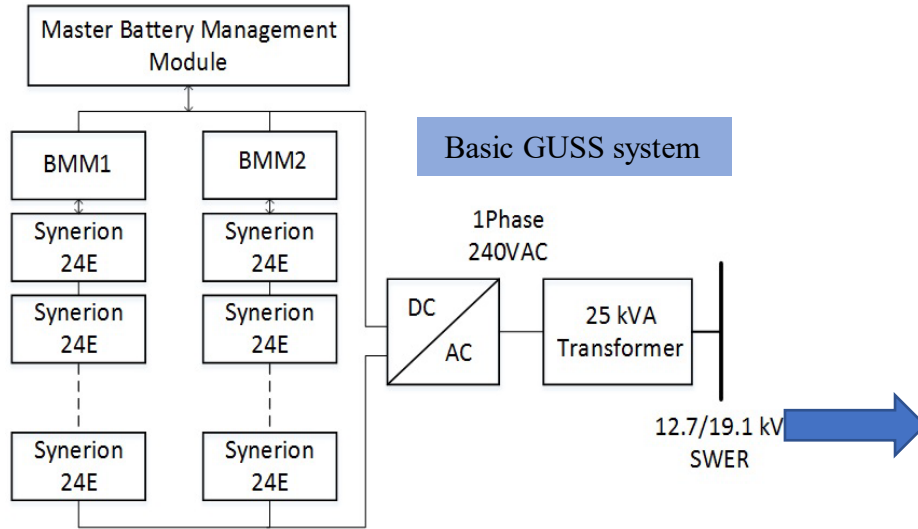 Master Battery Management
Module
BMM1
BMM2
Basic GUSS system
Synerion
24E
Synerion
24E
1Phase
240VAC
Synerion
24E
Synerion
24E
DC
AC
25 kVA
Transformer
Synerion
24E
Synerion
24E
12.7/19.1 kV
SWER